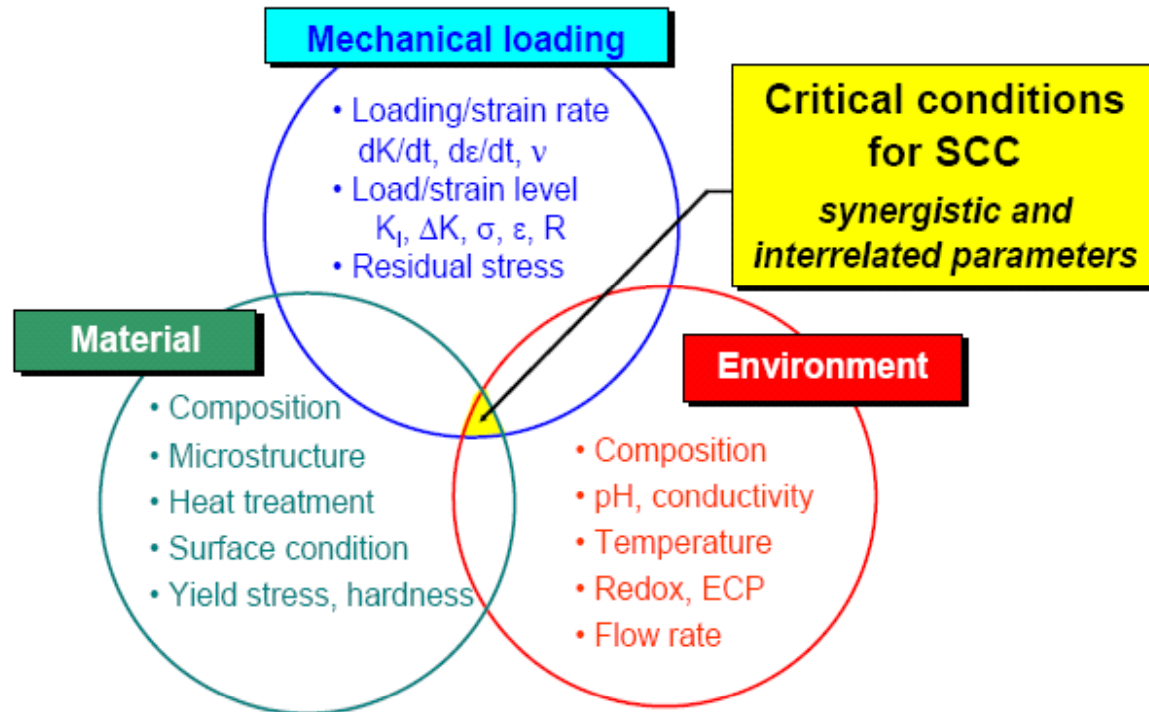 Mechanical loading
• Loading/strain rate
dK/dt, dε/dt, ν
• Load/strain level
K_I, ΔK, σ, ε, R
• Residual stress
Critical conditions
for SCC
synergistic and
interrelated parameters
Material
• Composition
• Microstructure
• Heat treatment
• Surface condition
• Yield stress, hardness
Environment
• Composition
• pH, conductivity
• Temperature
• Redox, ECP
• Flow rate